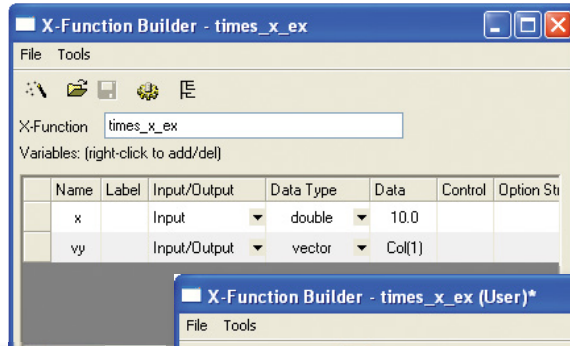 X-Function Builder - times_x_ex
File Tools
X-Function times_x_ex
Variables: (right-click to add/del)
Name Label Input/Output Data Type Data Control Option
x Input double 10.0
vy Input/Output vector Col(1)
X-Function Builder - times_x_ex (User)*
File Tools